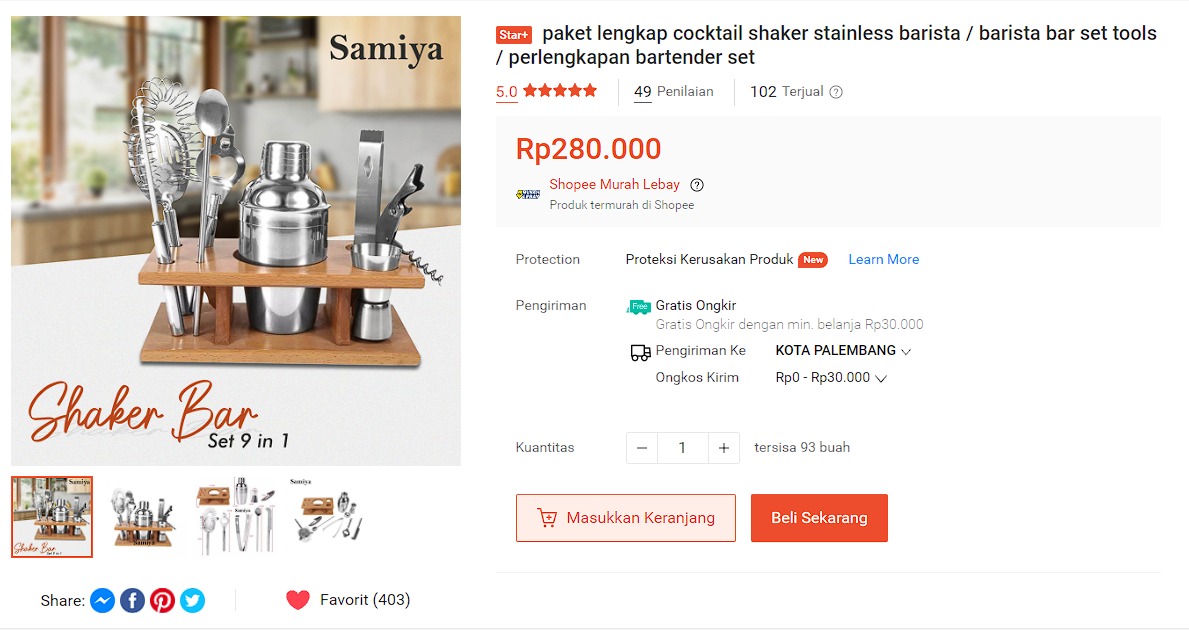 Samiya
Shaker Bar
Set 9 in 1
Samiya
Shaker Bar
Set 9 in 1
Samiya
Samiya
Samiya
Share:
Favorit (403)
Star+ paket lengkap cocktail shaker stainless barista / barista bar set tools
/ perlengkapan bartender set
5.0 49 Penilaian 102 Terjual ?
Rp280.000
Shopee Murah Lebay ?
Produk termurah di Shopee
Protection Proteksi Kerusakan Produk New Learn More
Pengiriman Free Gratis Ongkir
Gratis Ongkir dengan min. belanja Rp30.000
Pengiriman Ke KOTA PALEMBANG
Ongkos Kirim Rp0 - Rp30.000
Kuantitas − 1 + tersisa 93 buah
Masukkan Keranjang Beli Sekarang